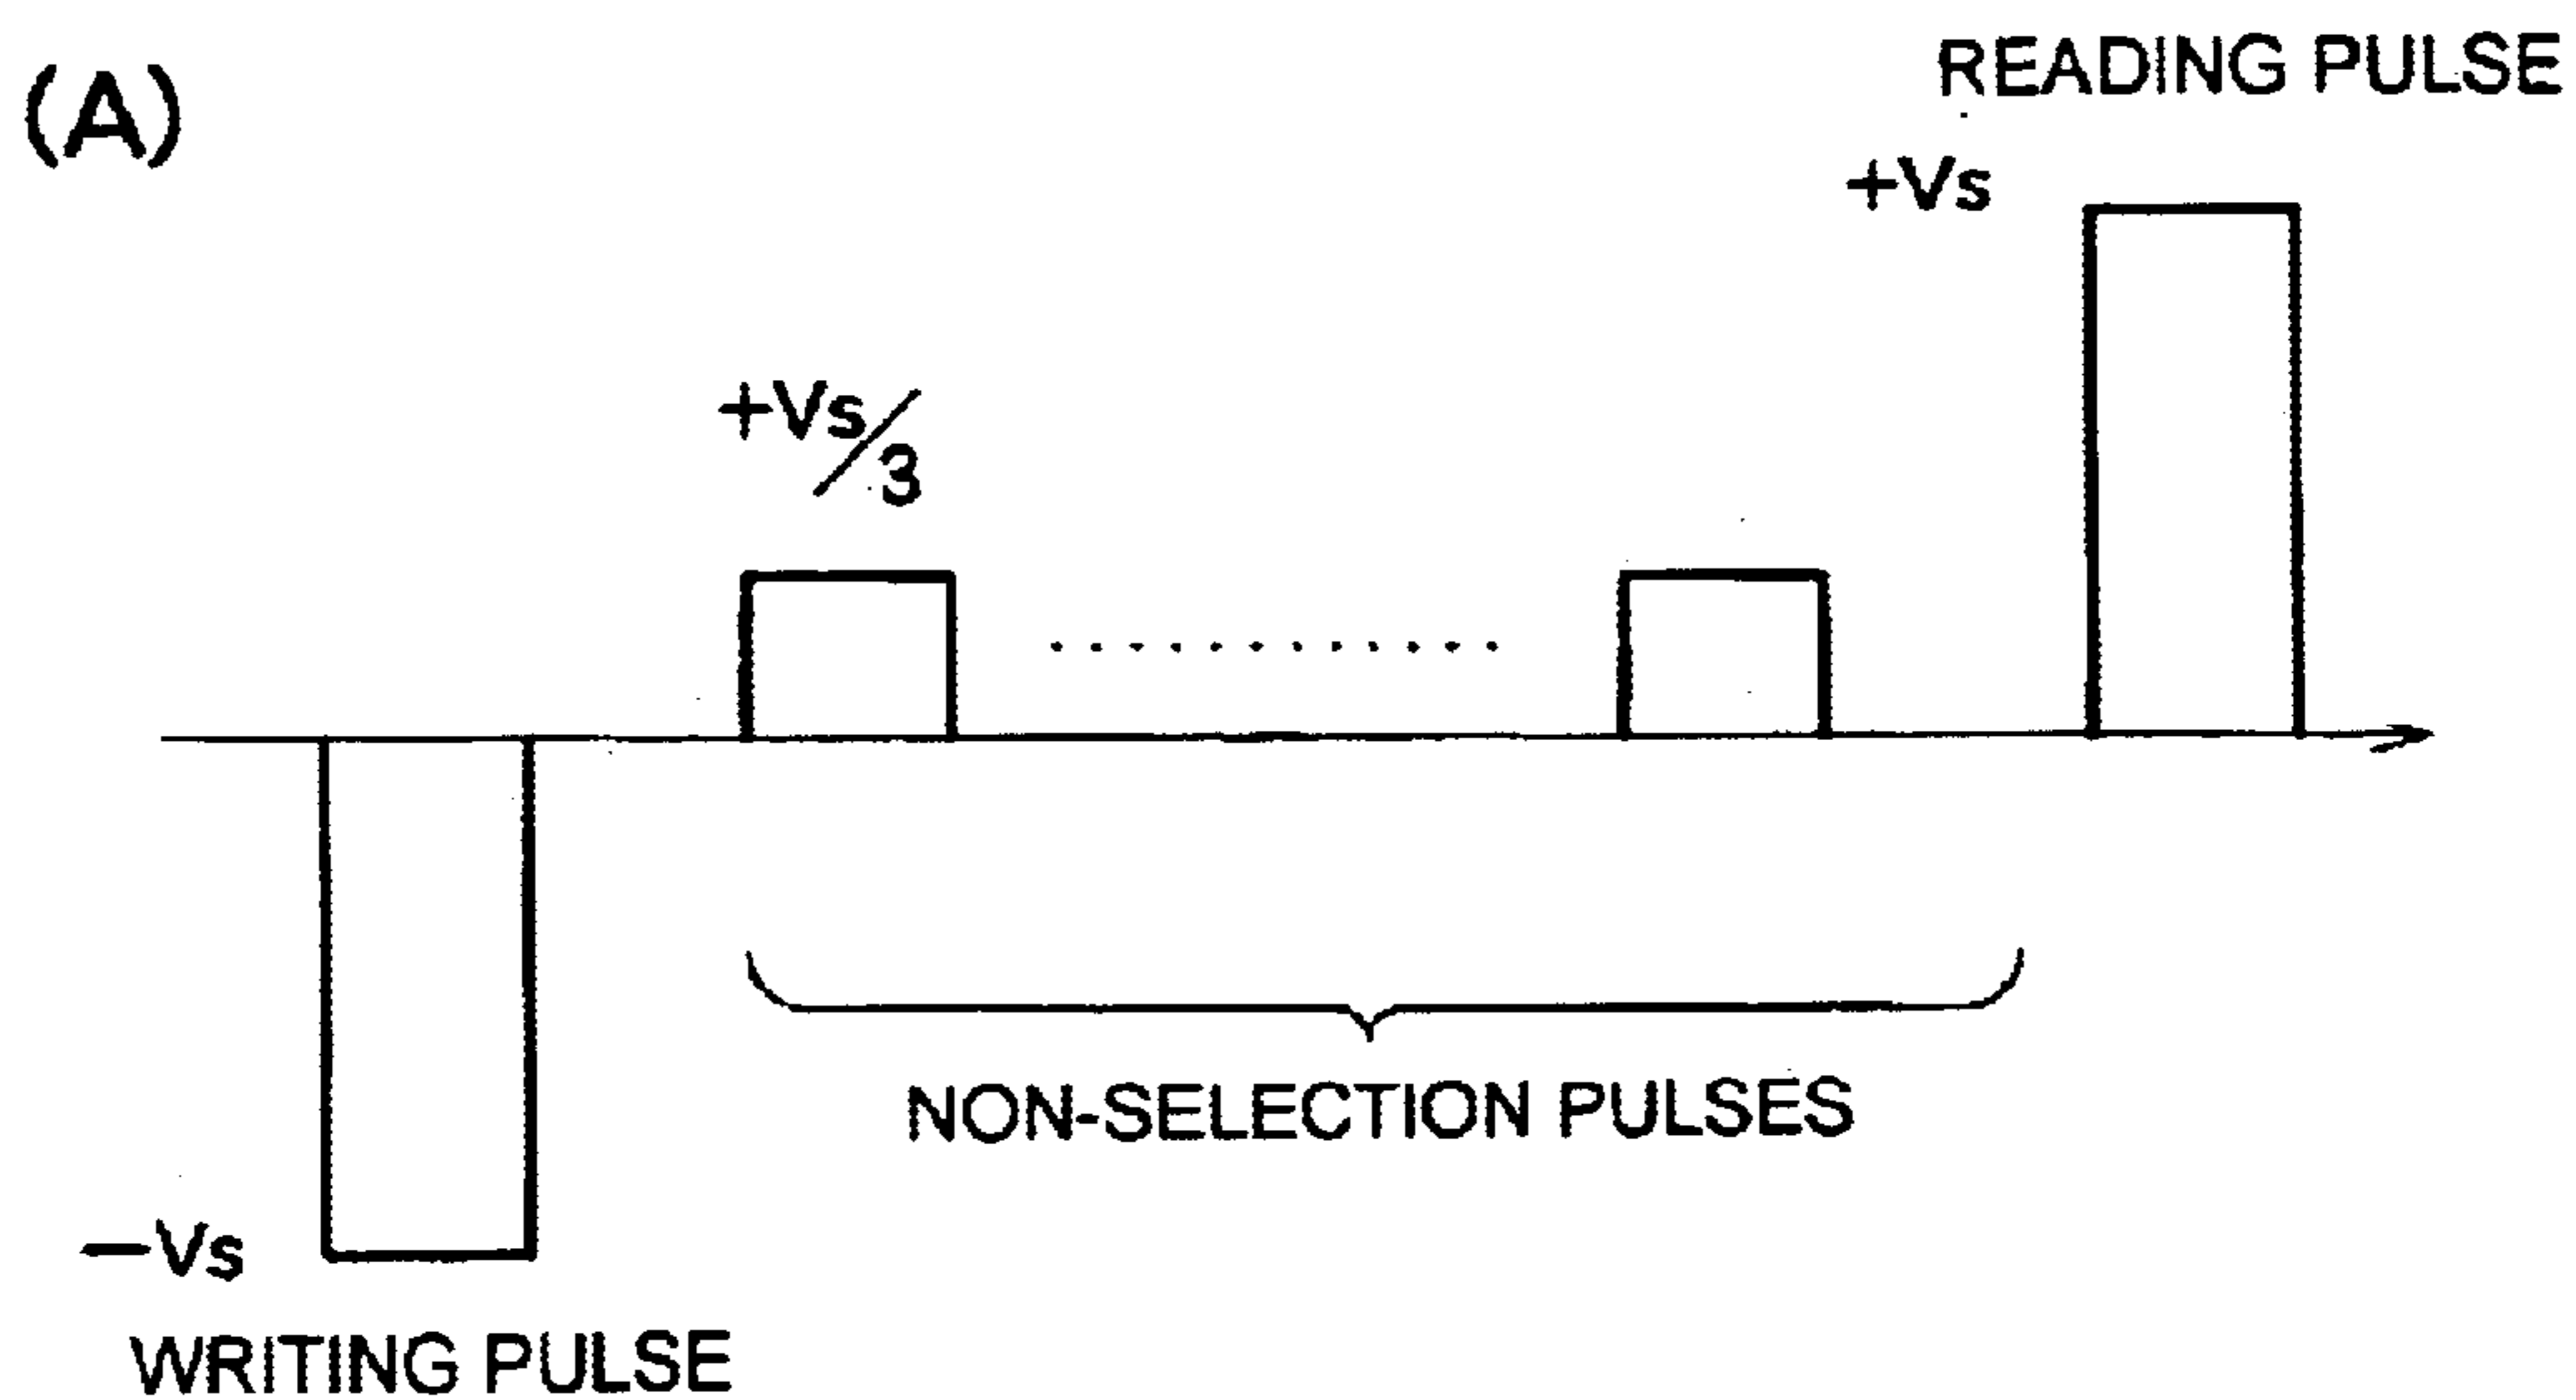 (A)
READING PULSE
+Vs
+Vs/3
NON-SELECTION PULSES
−Vs
WRITING PULSE